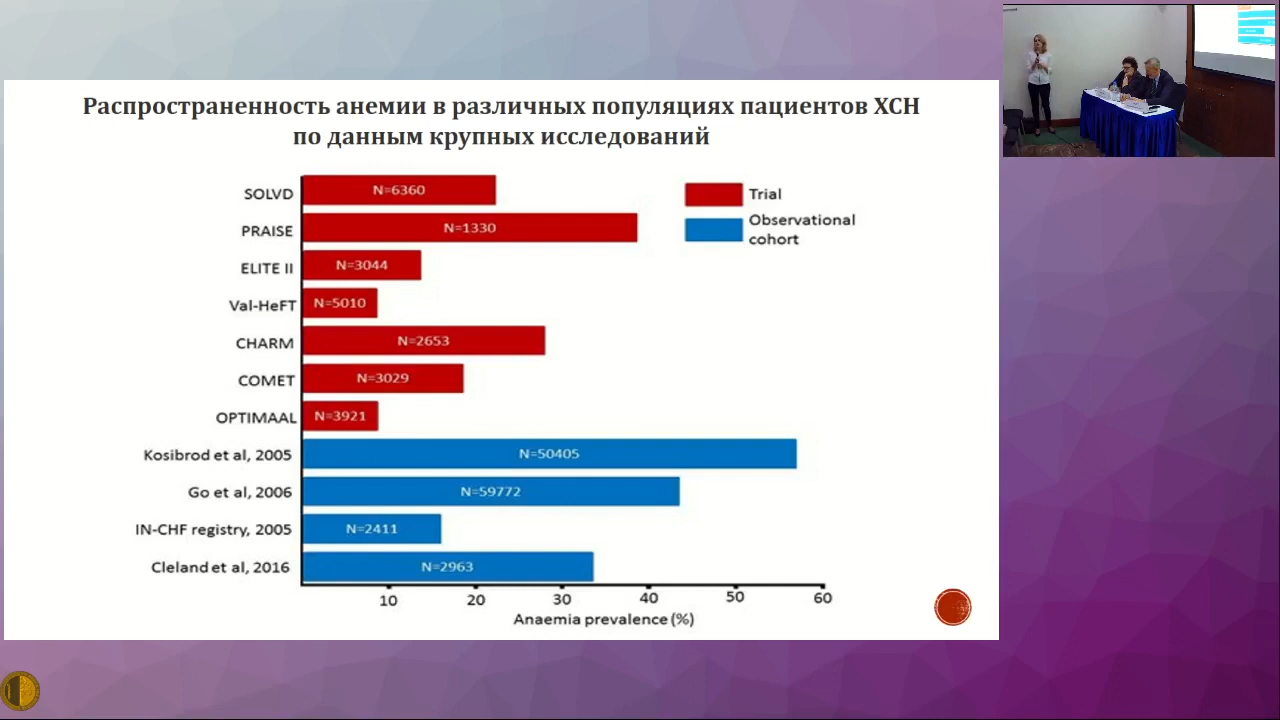 Распространенность анемии в различных популяциях пациентов ХСН
по данным крупных исследований
SOLVD N=6360
PRAISE N=1330
ELITE II N=3044
Val-HeFT N=5010
CHARM N=2653
COMET N=3029
OPTIMAAL N=3921
Kosibrod et al, 2005 N=50405
Go et al, 2006 N=59772
IN-CHF registry, 2005 N=2411
Cleland et al, 2016 N=2963
Trial
Observational
cohort
10 20 30 40 50 60
Anaemia prevalence (%)